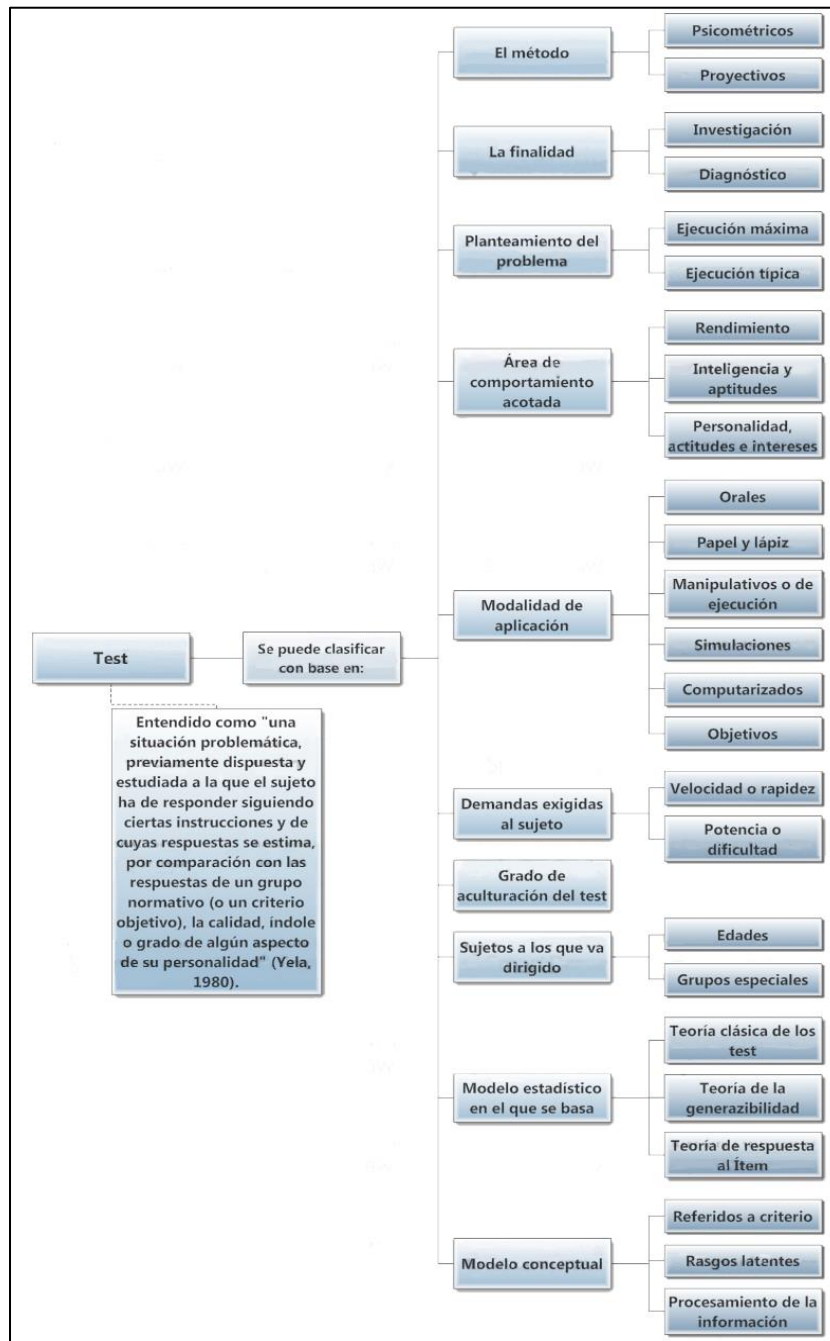 Test
Se puede clasificar
con base en:
Entendido como "una
situación problemática,
previamente dispuesta y
estudiada a la que el sujeto
ha de responder siguiendo
ciertas instrucciones y de
cuyas respuestas se estima,
por comparación con las
respuestas de un grupo
normativo (o un criterio
objetivo), la calidad, índole
o grado de algún aspecto
de su personalidad" (Yela,
1980).
El método
Psicométricos
Proyectivos
La finalidad
Investigación
Diagnóstico
Planteamiento del
problema
Ejecución máxima
Ejecución típica
Área de
comportamiento
acotada
Rendimiento
Inteligencia y
aptitudes
Personalidad,
actitudes e intereses
Modalidad de
aplicación
Orales
Papel y lápiz
Manipulativos o de
ejecución
Simulaciones
Computarizados
Objetivos
Demandas exigidas
al sujeto
Velocidad o rapidez
Potencia o
dificultad
Grado de
aculturación del test
Sujetos a los que va
dirigido
Edades
Grupos especiales
Modelo estadístico
en el que se basa
Teoría clásica de los
test
Teoría de la
generazibilidad
Teoría de respuesta
al Ítem
Modelo conceptual
Referidos a criterio
Rasgos latentes
Procesamiento de la
información